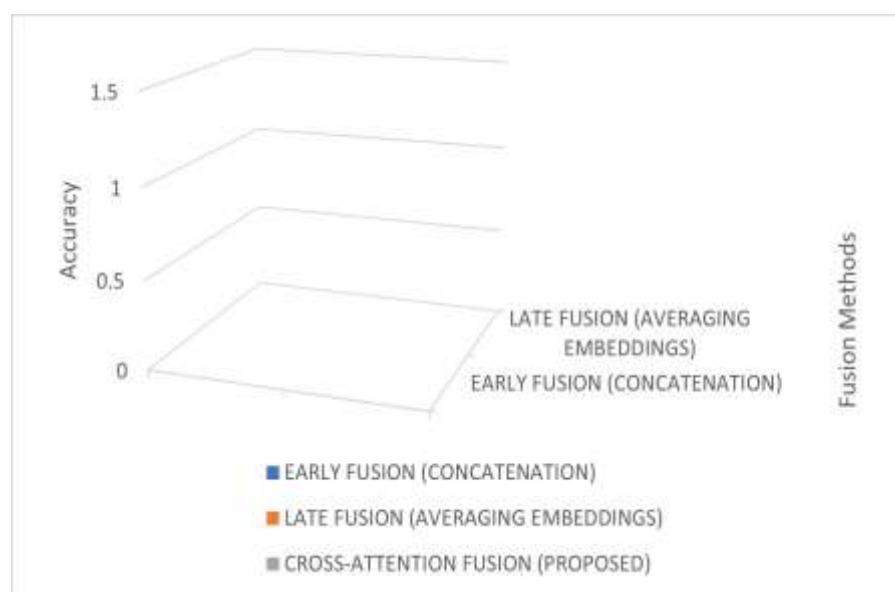 1.5
1
0.5
0
Accuracy
LATE FUSION (AVERAGING
EMBEDDINGS)
EARLY FUSION (CONCATENATION)
Fusion Methods
EARLY FUSION (CONCATENATION)
LATE FUSION (AVERAGING EMBEDDINGS)
CROSS-ATTENTION FUSION (PROPOSED)